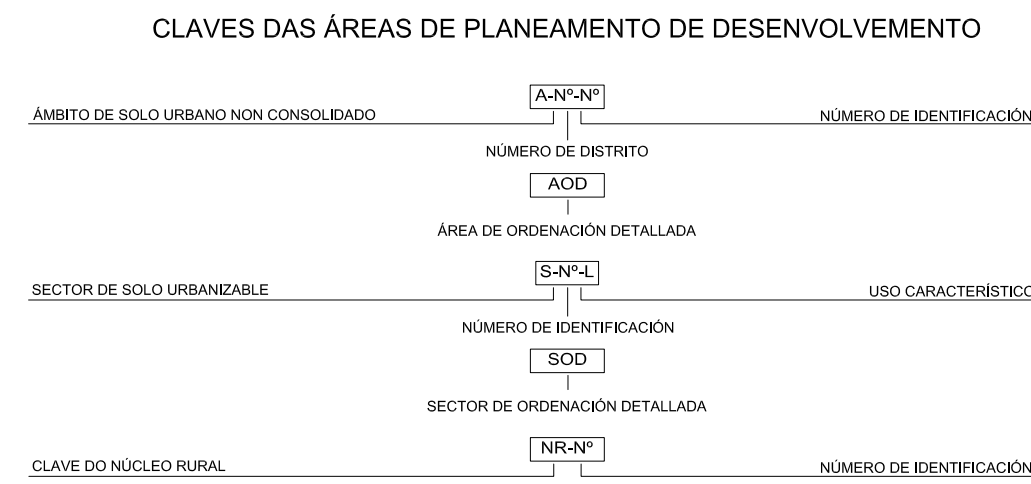 CLAVES DAS ÁREAS DE PLANEAMENTO DE DESENVOLVEMENTO
A-Nº-Nº
ÁMBITO DE SOLO URBANO NON CONSOLIDADO
NÚMERO DE IDENTIFICACIÓN
NÚMERO DE DISTRITO
AOD
ÁREA DE ORDENACIÓN DETALLADA
S-Nº-L
SECTOR DE SOLO URBANIZABLE
USO CARACTERÍSTICO
NÚMERO DE IDENTIFICACIÓN
SOD
SECTOR DE ORDENACIÓN DETALLADA
NR-Nº
CLAVE DO NÚCLEO RURAL
NÚMERO DE IDENTIFICACIÓN